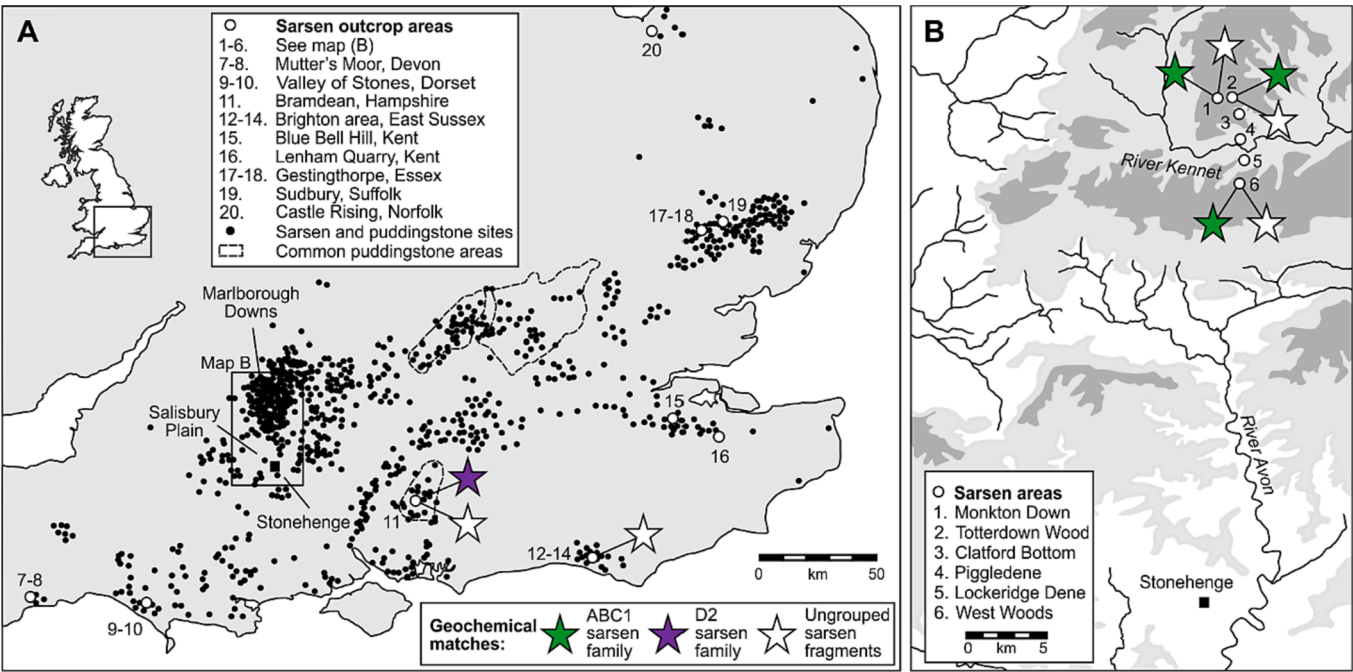 A
Sarsen outcrop areas
1-6. See map (B)
7-8. Mutter's Moor, Devon
9-10. Valley of Stones, Dorset
11. Bramdean, Hampshire
12-14. Brighton area, East Sussex
15. Blue Bell Hill, Kent
16. Lenham Quarry, Kent
17-18. Gestingthorpe, Essex
19. Sudbury, Suffolk
20. Castle Rising, Norfolk
Sarsen and puddingstone sites
Common puddingstone areas
20
17-18
19
Marlborough
Downs
Map B
Salisbury
Plain
Stonehenge
15
16
11
12-14
7-8
9-10
0 km 50
Geochemical
matches:
ABC1
sarsen
family
D2
sarsen
family
Ungrouped
sarsen
fragments
B
1
2
3
4
5
6
River Kennet
River Avon
Sarsen areas
1. Monkton Down
2. Totterdown Wood
3. Clatford Bottom
4. Piggledene
5. Lockeridge Dene
6. West Woods
0 km 5
Stonehenge